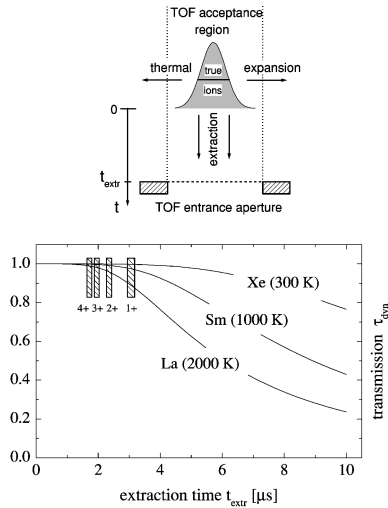 TOF acceptance
region
thermal
true
expansion
ions
extraction
0
t_extr
t
TOF entrance aperture
1.0
0.8
0.6
0.4
0.2
0.0
4+ 3+ 2+ 1+
Xe (300 K)
Sm (1000 K)
La (2000 K)
transmission τ_dyn
0 2 4 6 8 10
extraction time t_extr [µs]